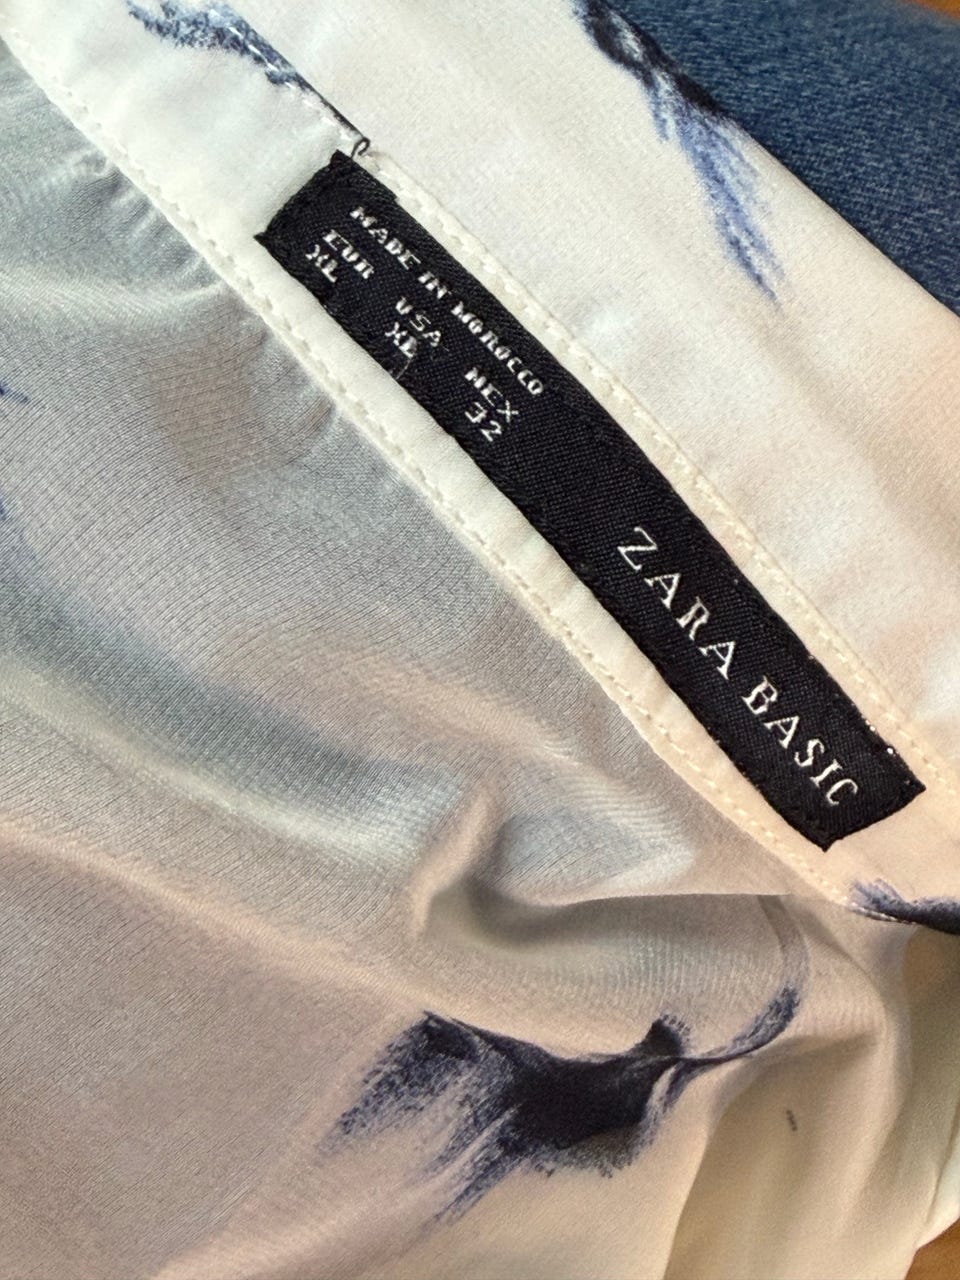 MADE IN MOROCCO
EUR USA MEX
XL XL 32
ZARA BASIC